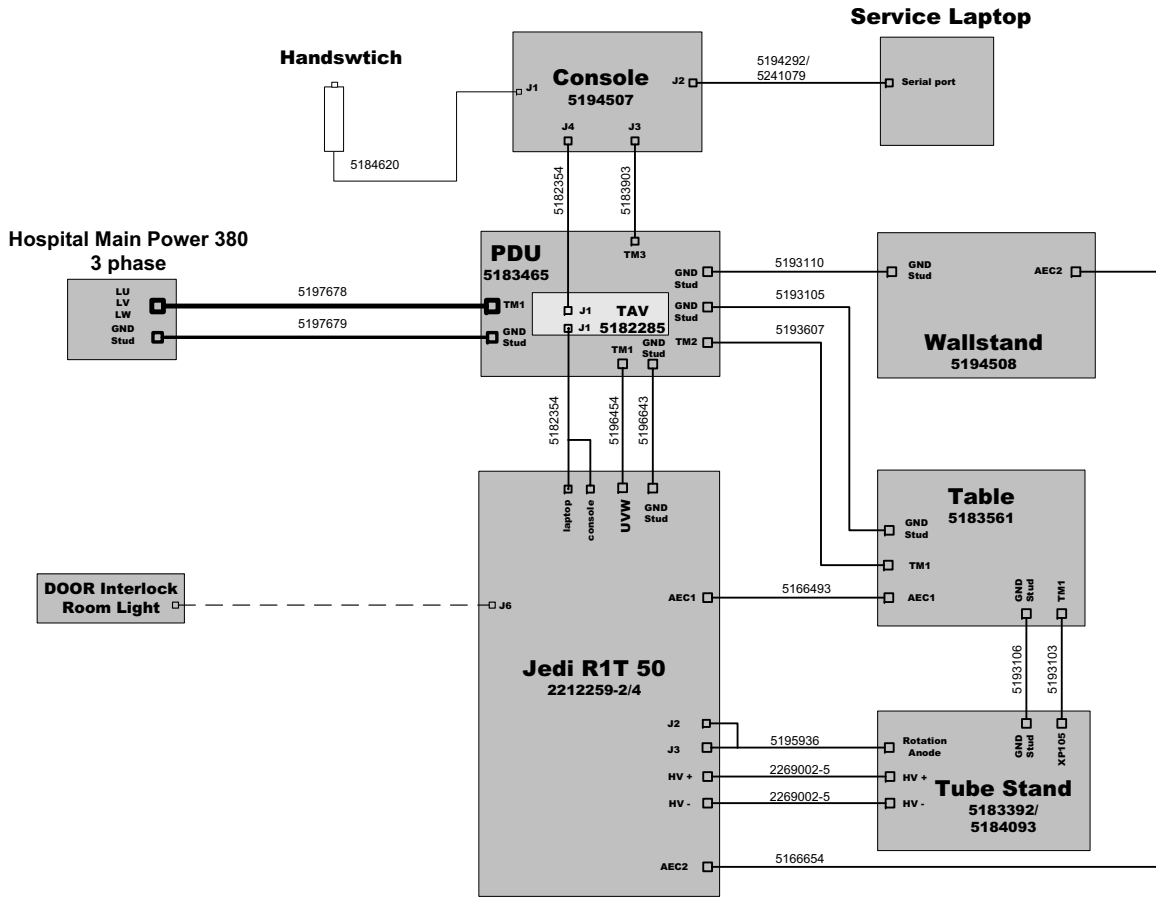 Service Laptop
Handswtich
Console
5194507
J1
J2
J4
J3
5194292/
5241079
Serial port
5184620
5182354
5183903
Hospital Main Power 380
3 phase
LU
LV
LW
GND
Stud
5197678
5197679
PDU
5183465
TM3
TM1
GND
Stud
J1
J1
TAV
5182285
GND
Stud
GND
Stud
TM2
TM1
GND
Stud
5193110
5193105
5193607
GND
Stud
AEC2
Wallstand
5194508
5182354
5196454
5196643
laptop
console
UVW
GND
Stud
Table
5183561
GND
Stud
TM1
AEC1
GND
Stud
TM1
DOOR Interlock
Room Light
J6
AEC1
5166493
Jedi R1T 50
2212259-2/4
5193106
5193103
J2
J3
HV +
HV -
5195936
2269002-5
2269002-5
Rotation
Anode
HV +
HV -
GND
Stud
XP105
Tube Stand
5183392/
5184093
AEC2
5166654